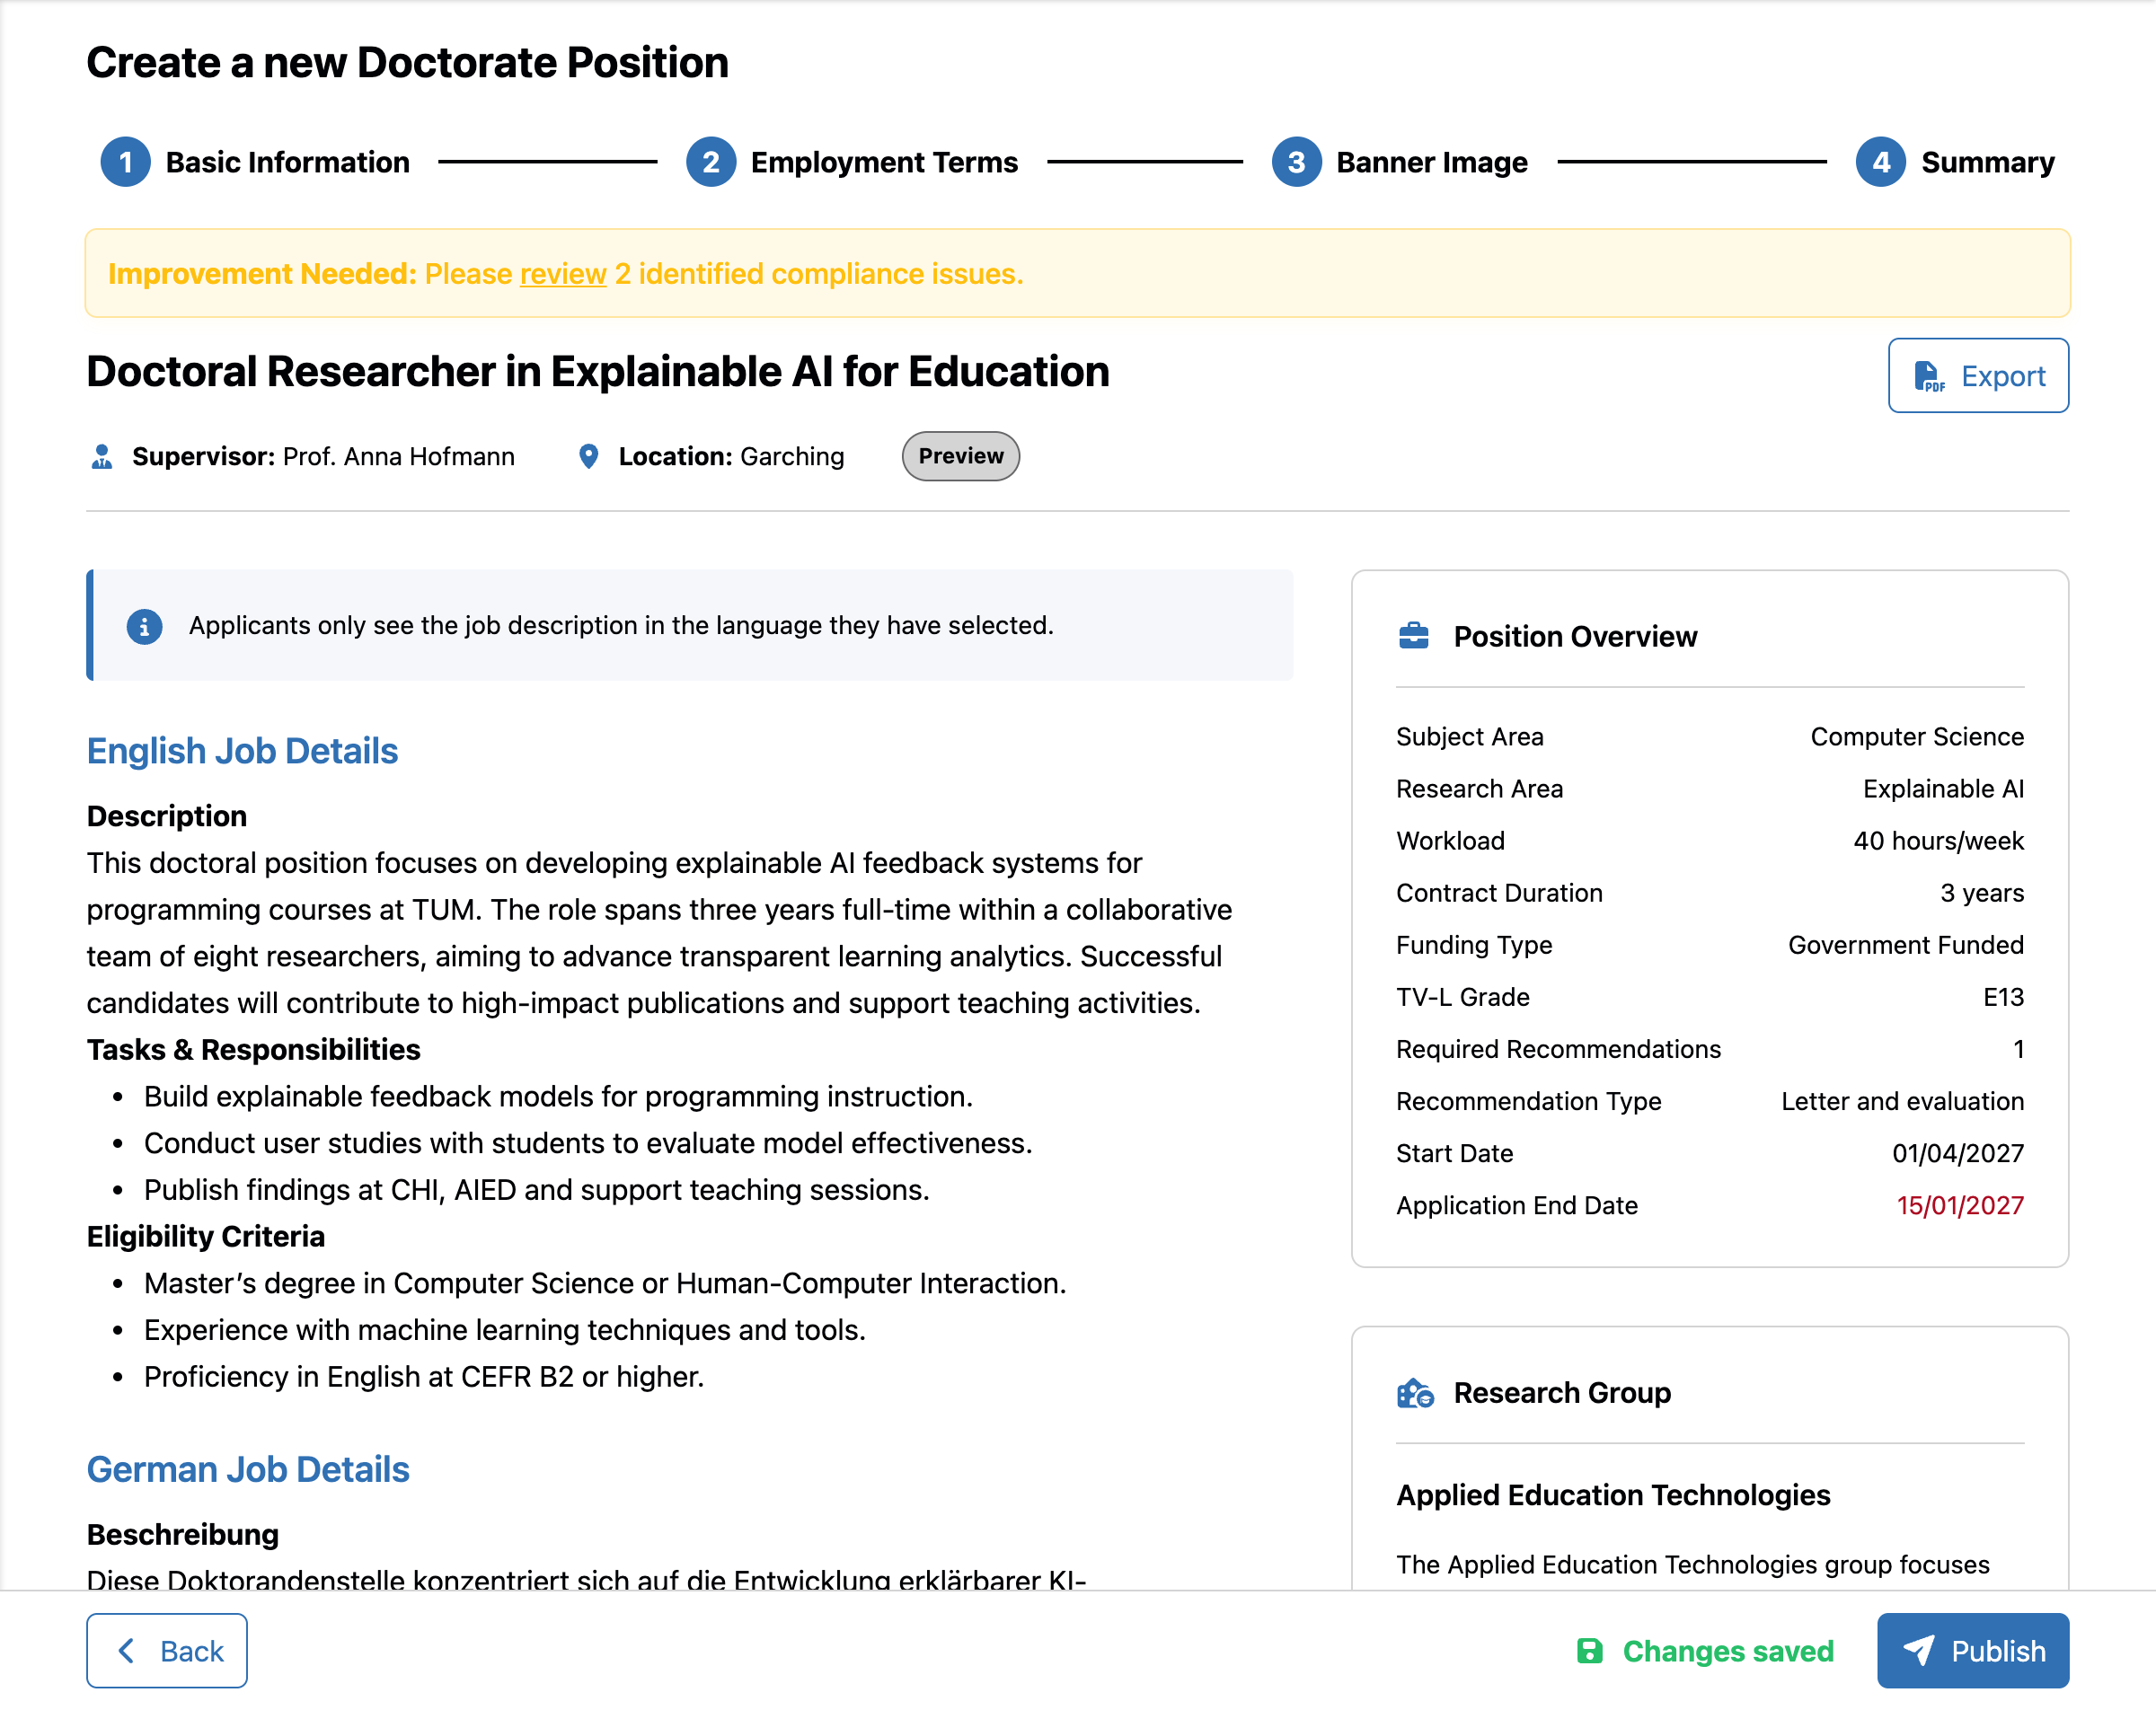 Create a new Doctorate Position
1 Basic Information 2 Employment Terms 3 Banner Image 4 Summary
Improvement Needed: Please review 2 identified compliance issues.
Doctoral Researcher in Explainable AI for Education
PDF Export
Supervisor: Prof. Anna Hofmann Location: Garching Preview
Applicants only see the job description in the language they have selected.
English Job Details
Description
This doctoral position focuses on developing explainable AI feedback systems for
programming courses at TUM. The role spans three years full-time within a collaborative
team of eight researchers, aiming to advance transparent learning analytics. Successful
candidates will contribute to high-impact publications and support teaching activities.
Tasks & Responsibilities
• Build explainable feedback models for programming instruction.
• Conduct user studies with students to evaluate model effectiveness.
• Publish findings at CHI, AIED and support teaching sessions.
Eligibility Criteria
• Master’s degree in Computer Science or Human-Computer Interaction.
• Experience with machine learning techniques and tools.
• Proficiency in English at CEFR B2 or higher.
German Job Details
Beschreibung
Diese Doktorandenstelle konzentriert sich auf die Entwicklung erklärbarer KI-
Position Overview
Subject Area Computer Science
Research Area Explainable AI
Workload 40 hours/week
Contract Duration 3 years
Funding Type Government Funded
TV-L Grade E13
Required Recommendations 1
Recommendation Type Letter and evaluation
Start Date 01/04/2027
Application End Date 15/01/2027
Research Group
Applied Education Technologies
The Applied Education Technologies group focuses
Back Changes saved Publish